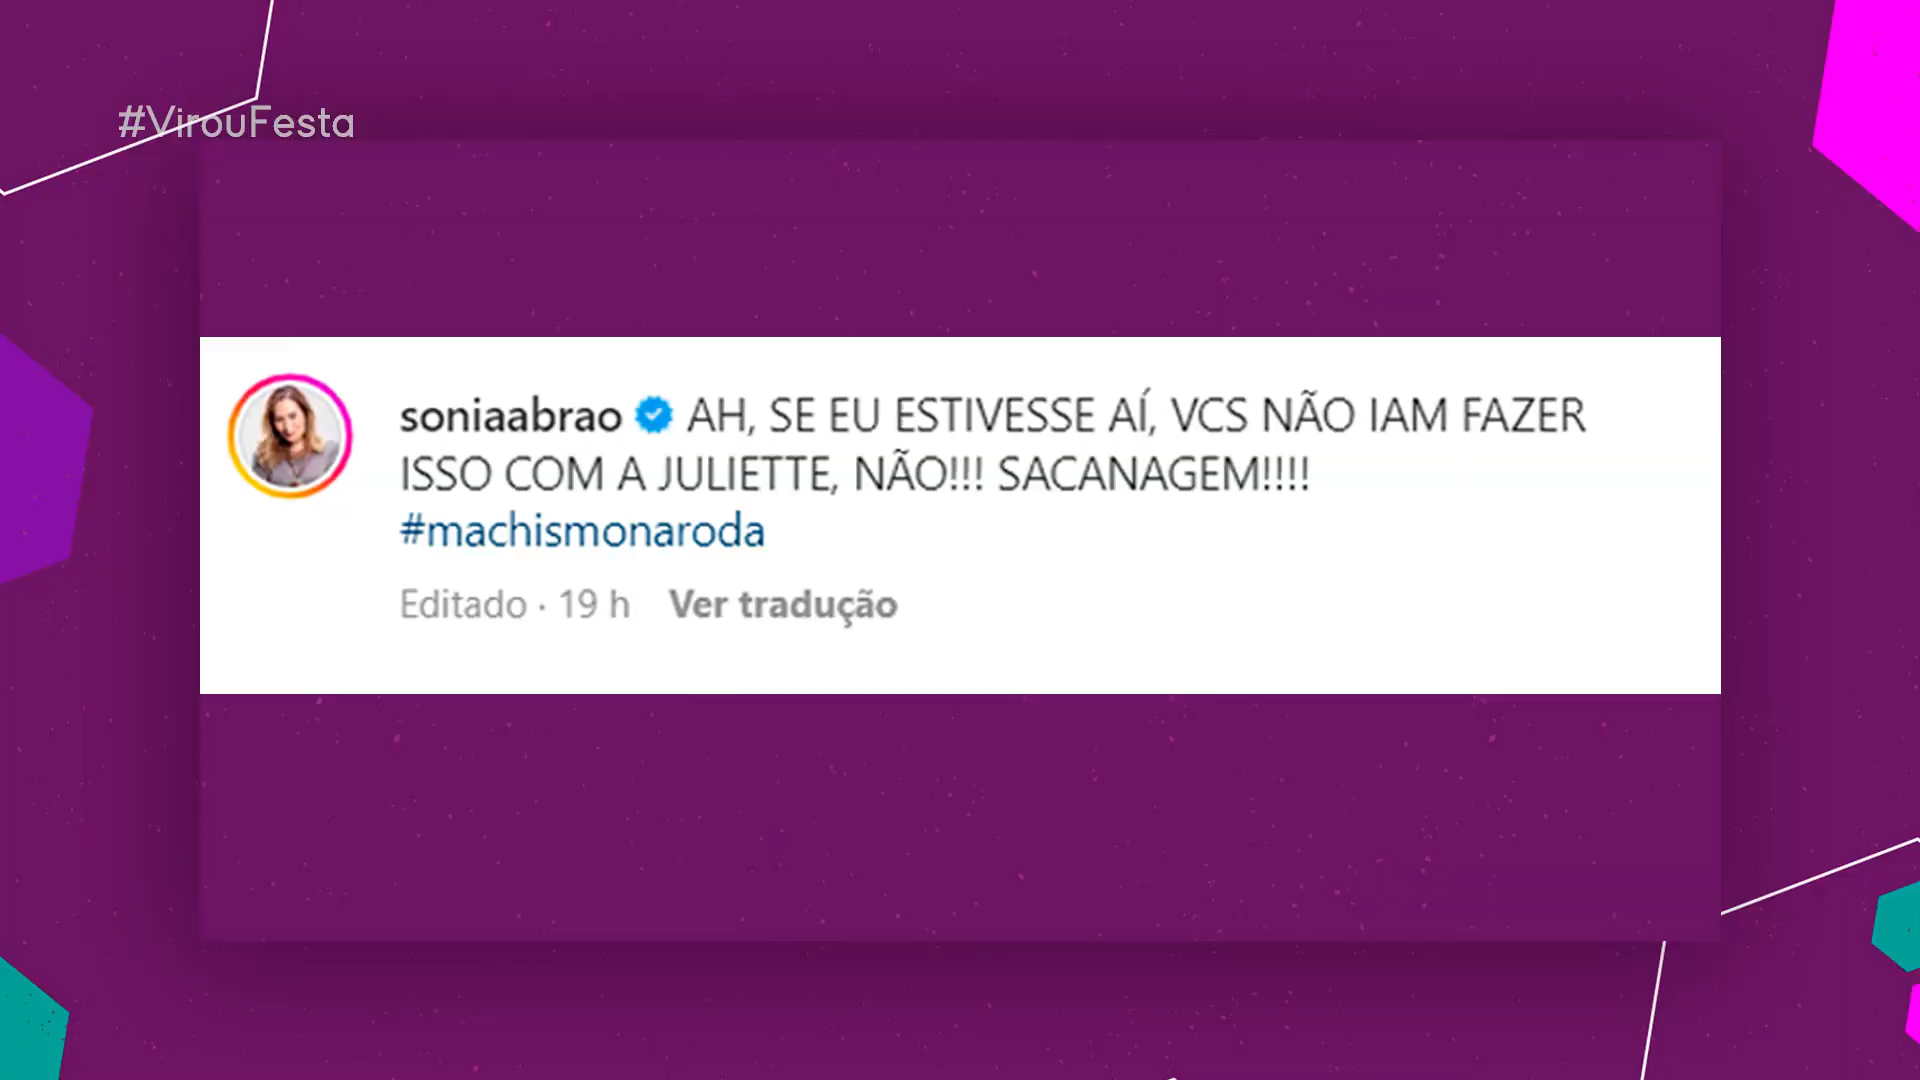 #VirouFesta
soniaabrao AH, SE EU ESTIVESSE AÍ, VCS NÃO IAM FAZER
ISSO COM A JULIETTE, NÃO!!! SACANAGEM!!!!
#machismonaroda
Editado · 19 h Ver tradução